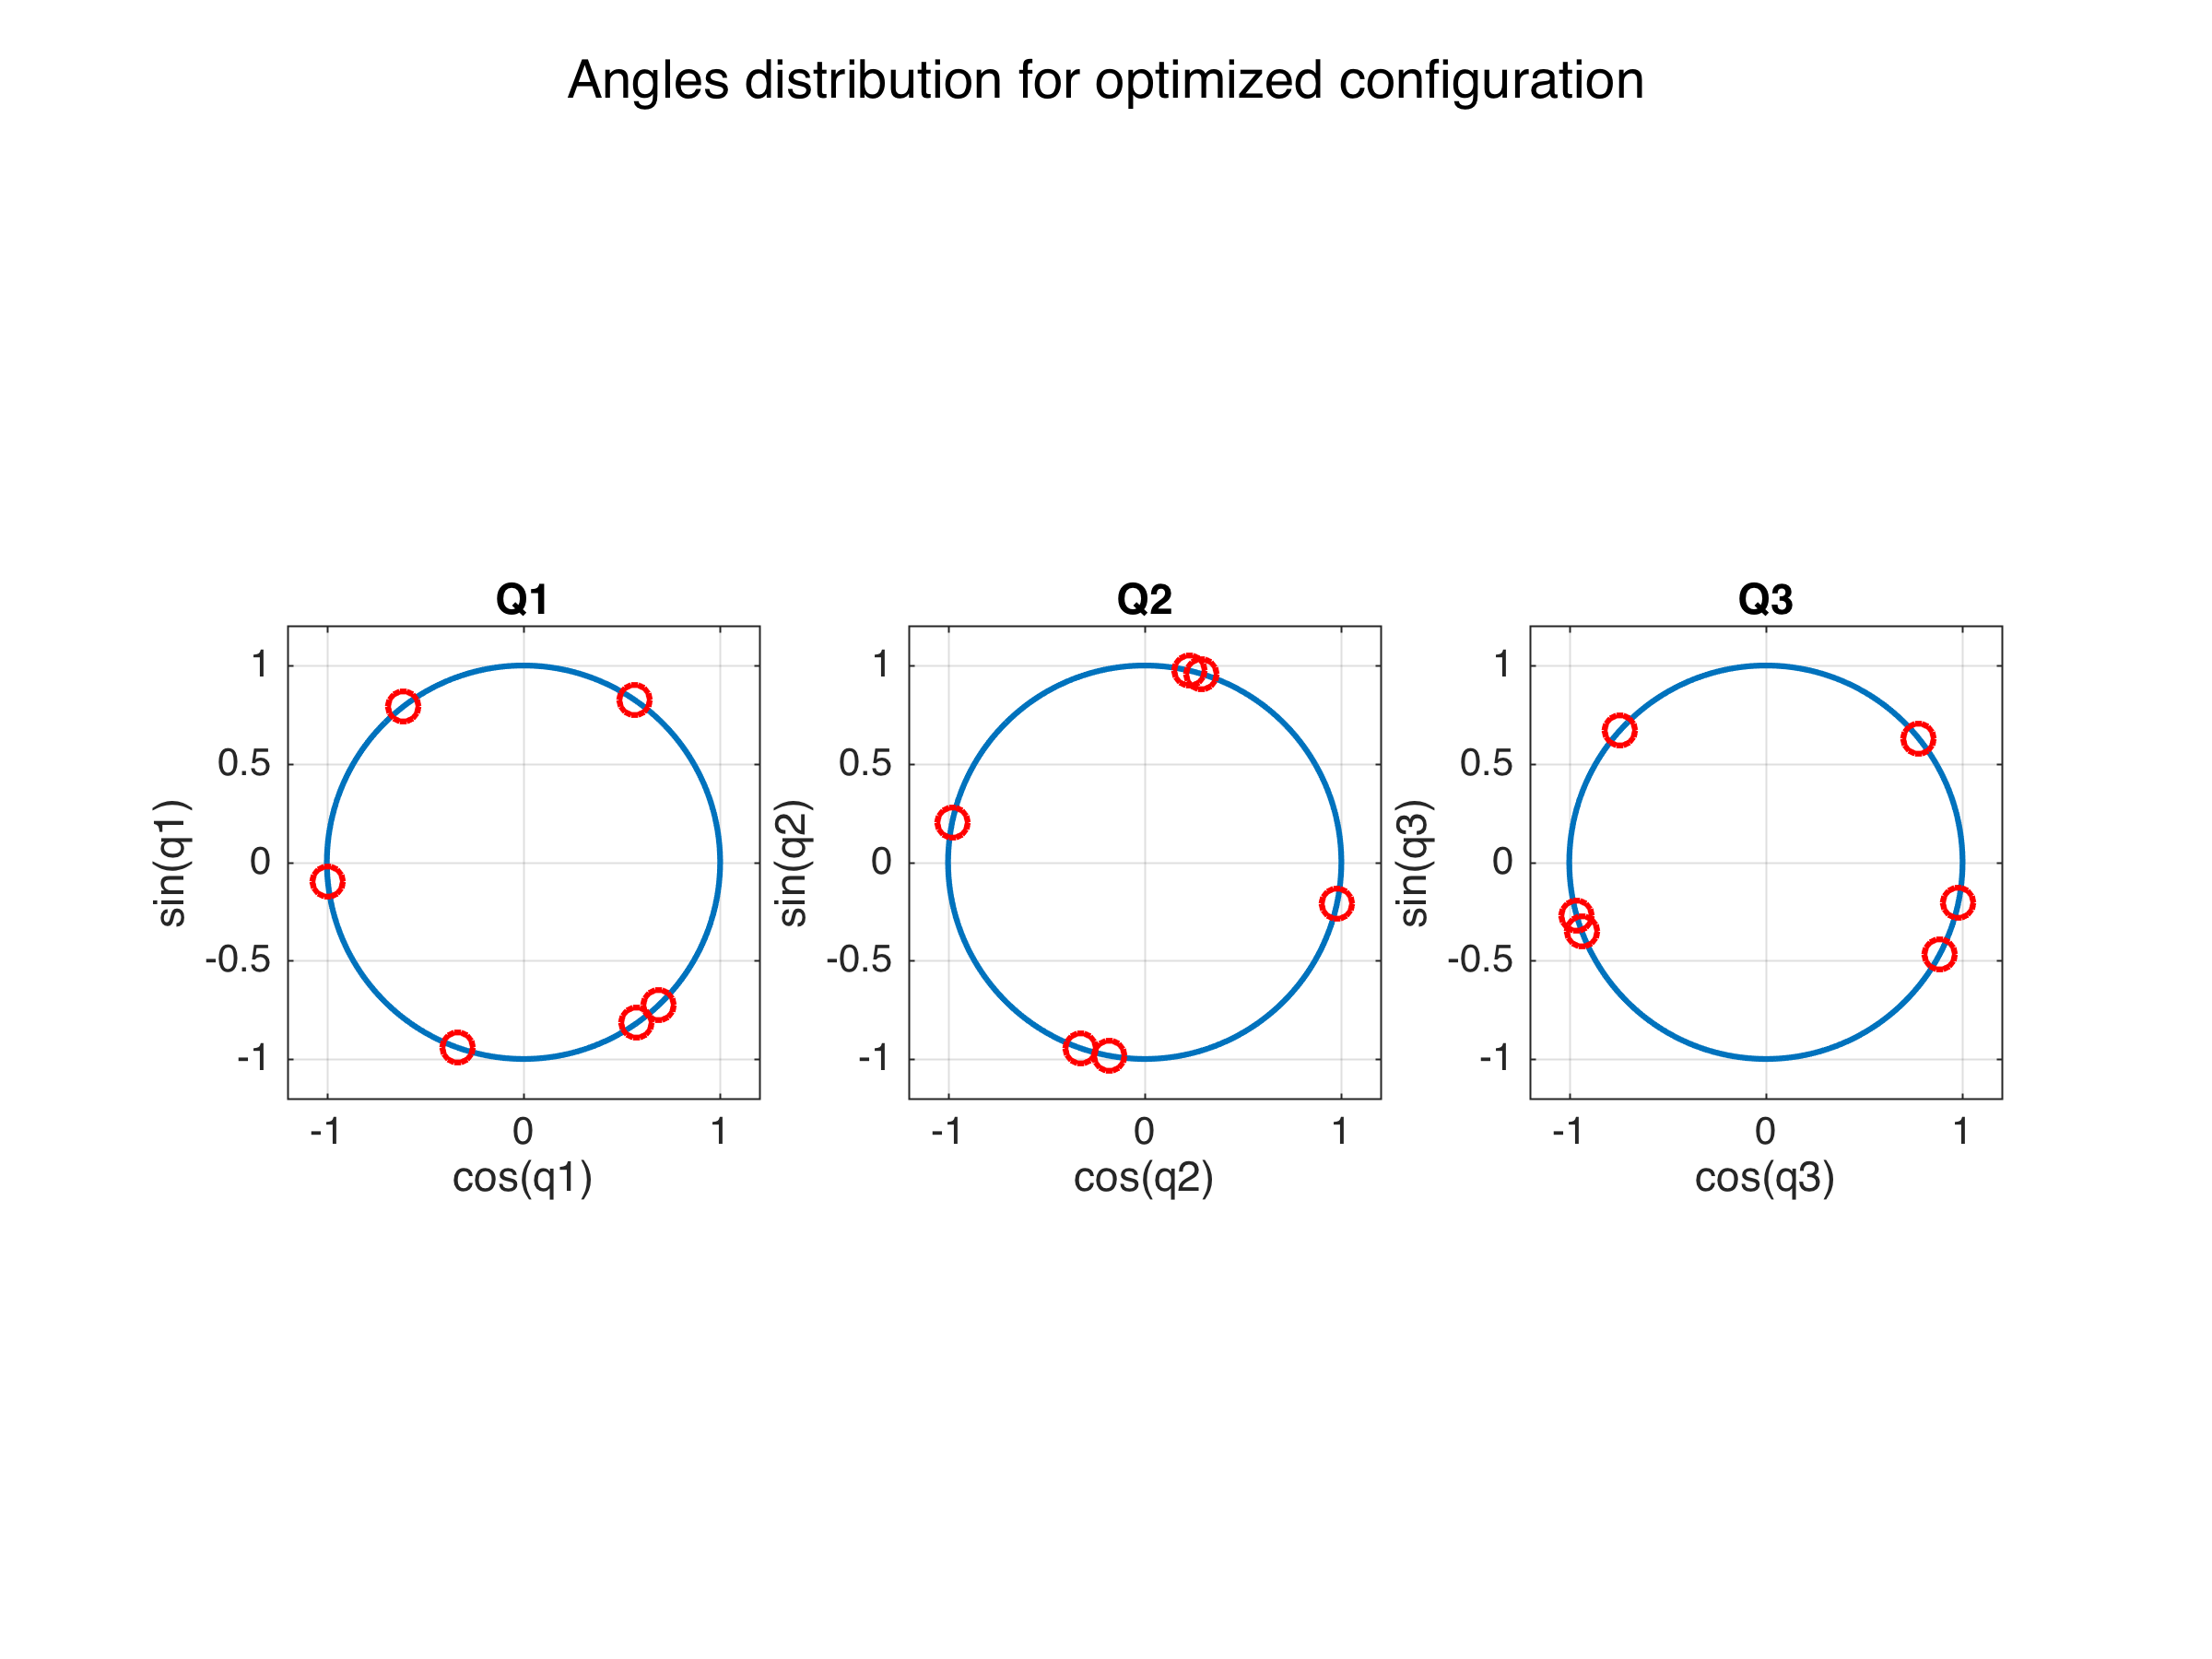 Angles distribution for optimized configuration
Q1
1
0.5
0
-0.5
-1
sin(q1)
-1 0 1
cos(q1)
Q2
1
0.5
0
-0.5
-1
sin(q2)
-1 0 1
cos(q2)
Q3
1
0.5
0
-0.5
-1
sin(q3)
-1 0 1
cos(q3)